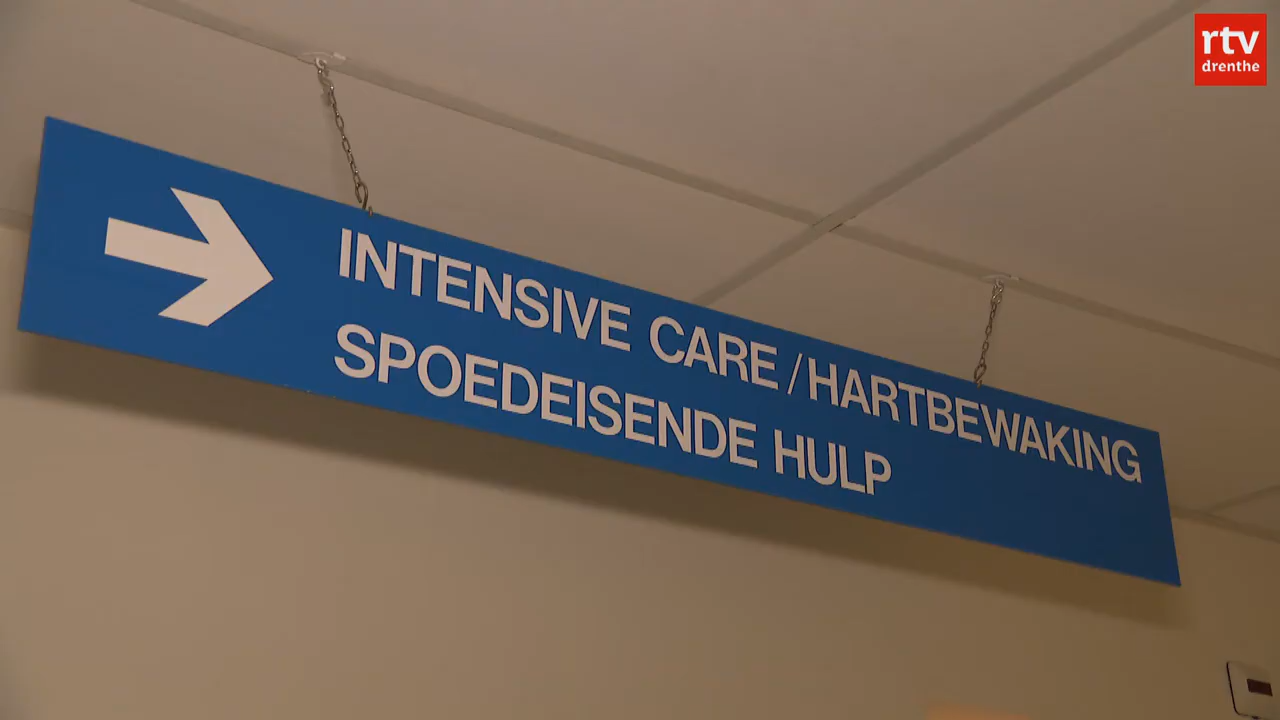 rtv
drenthe
INTENSIVE CARE / HARTBEWAKING
SPOEDEISENDE HULP